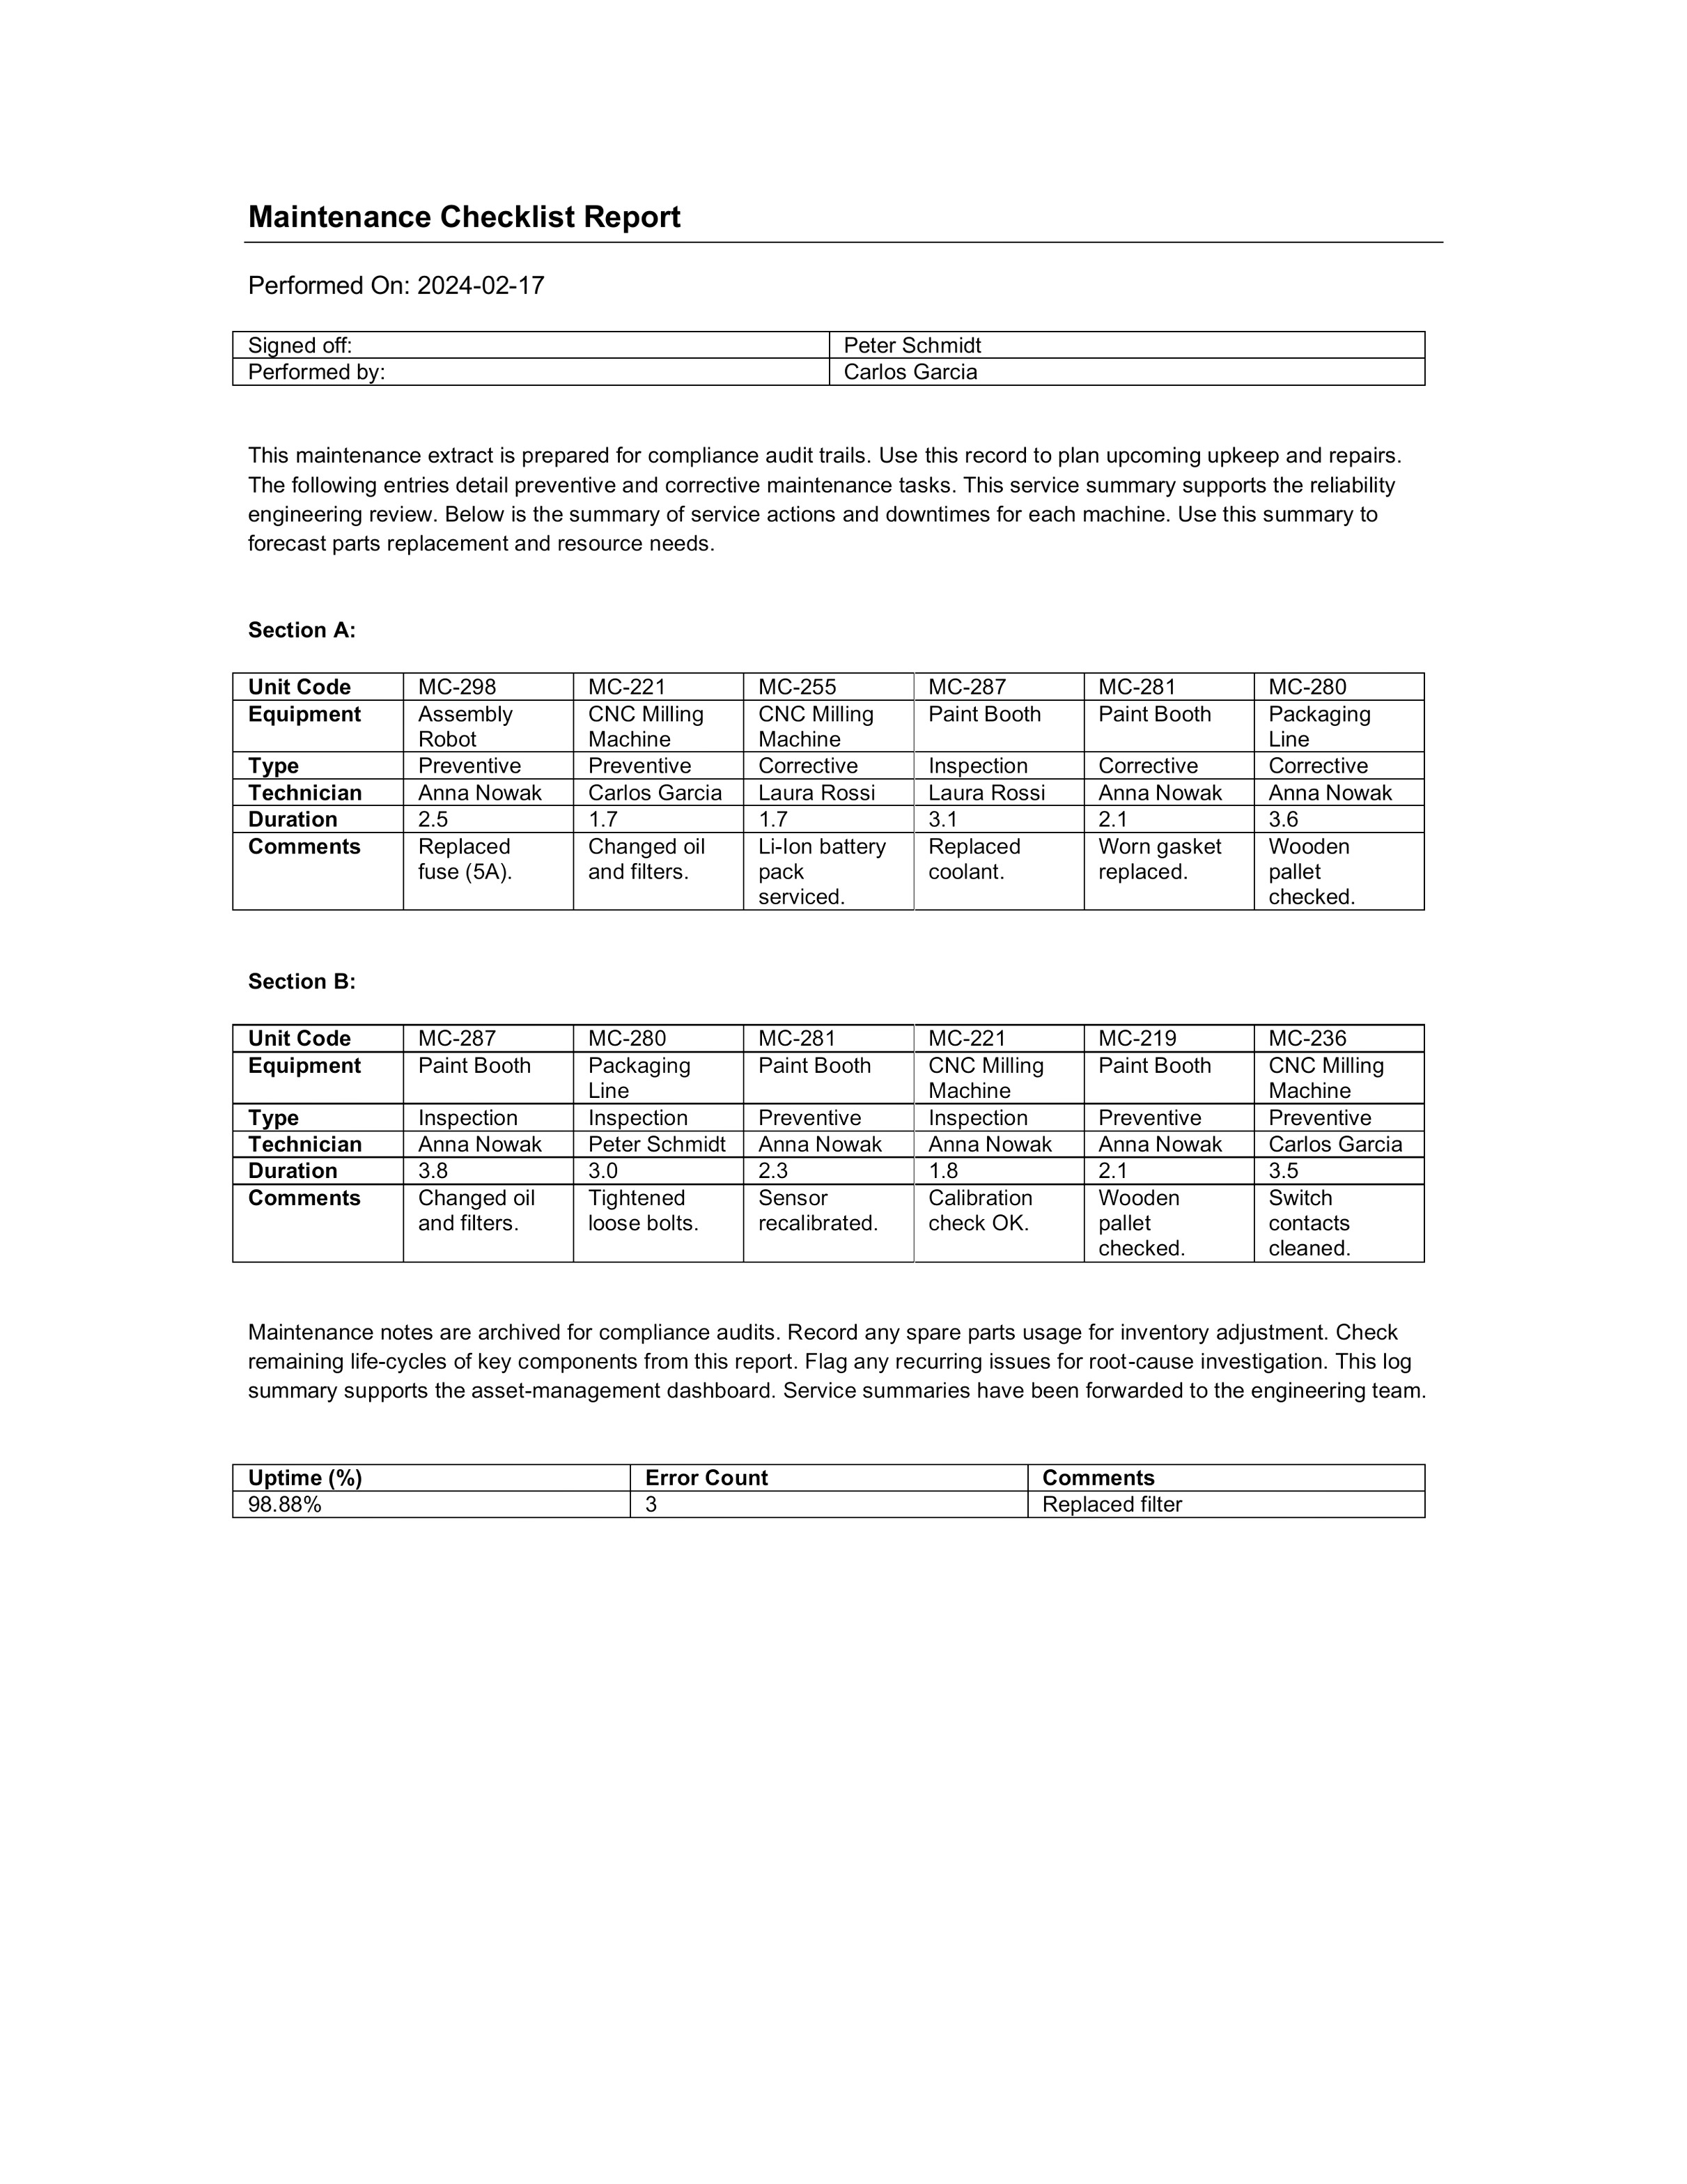 Maintenance Checklist Report
Performed On: 2024-02-17
Signed off: Peter Schmidt
Performed by: Carlos Garcia
This maintenance extract is prepared for compliance audit trails. Use this record to plan upcoming upkeep and repairs.
The following entries detail preventive and corrective maintenance tasks. This service summary supports the reliability
engineering review. Below is the summary of service actions and downtimes for each machine. Use this summary to
forecast parts replacement and resource needs.
Section A:
Unit Code MC-298 MC-221 MC-255 MC-287 MC-281 MC-280
Equipment Assembly CNC Milling CNC Milling Paint Booth Paint Booth Packaging
Robot Machine Machine Line
Type Preventive Preventive Corrective Inspection Corrective Corrective
Technician Anna Nowak Carlos Garcia Laura Rossi Laura Rossi Anna Nowak Anna Nowak
Duration 2.5 1.7 1.7 3.1 2.1 3.6
Comments Replaced Changed oil Li-Ion battery Replaced Worn gasket Wooden
fuse (5A). and filters. pack coolant. replaced. pallet
serviced. checked.
Section B:
Unit Code MC-287 MC-280 MC-281 MC-221 MC-219 MC-236
Equipment Paint Booth Packaging Paint Booth CNC Milling Paint Booth CNC Milling
Line Machine Machine
Type Inspection Inspection Preventive Inspection Preventive Preventive
Technician Anna Nowak Peter Schmidt Anna Nowak Anna Nowak Anna Nowak Carlos Garcia
Duration 3.8 3.0 2.3 1.8 2.1 3.5
Comments Changed oil Tightened Sensor Calibration Wooden Switch
and filters. loose bolts. recalibrated. check OK. pallet contacts
checked. cleaned.
Maintenance notes are archived for compliance audits. Record any spare parts usage for inventory adjustment. Check
remaining life-cycles of key components from this report. Flag any recurring issues for root-cause investigation. This log
summary supports the asset-management dashboard. Service summaries have been forwarded to the engineering team.
Uptime (%) Error Count Comments
98.88% 3 Replaced filter